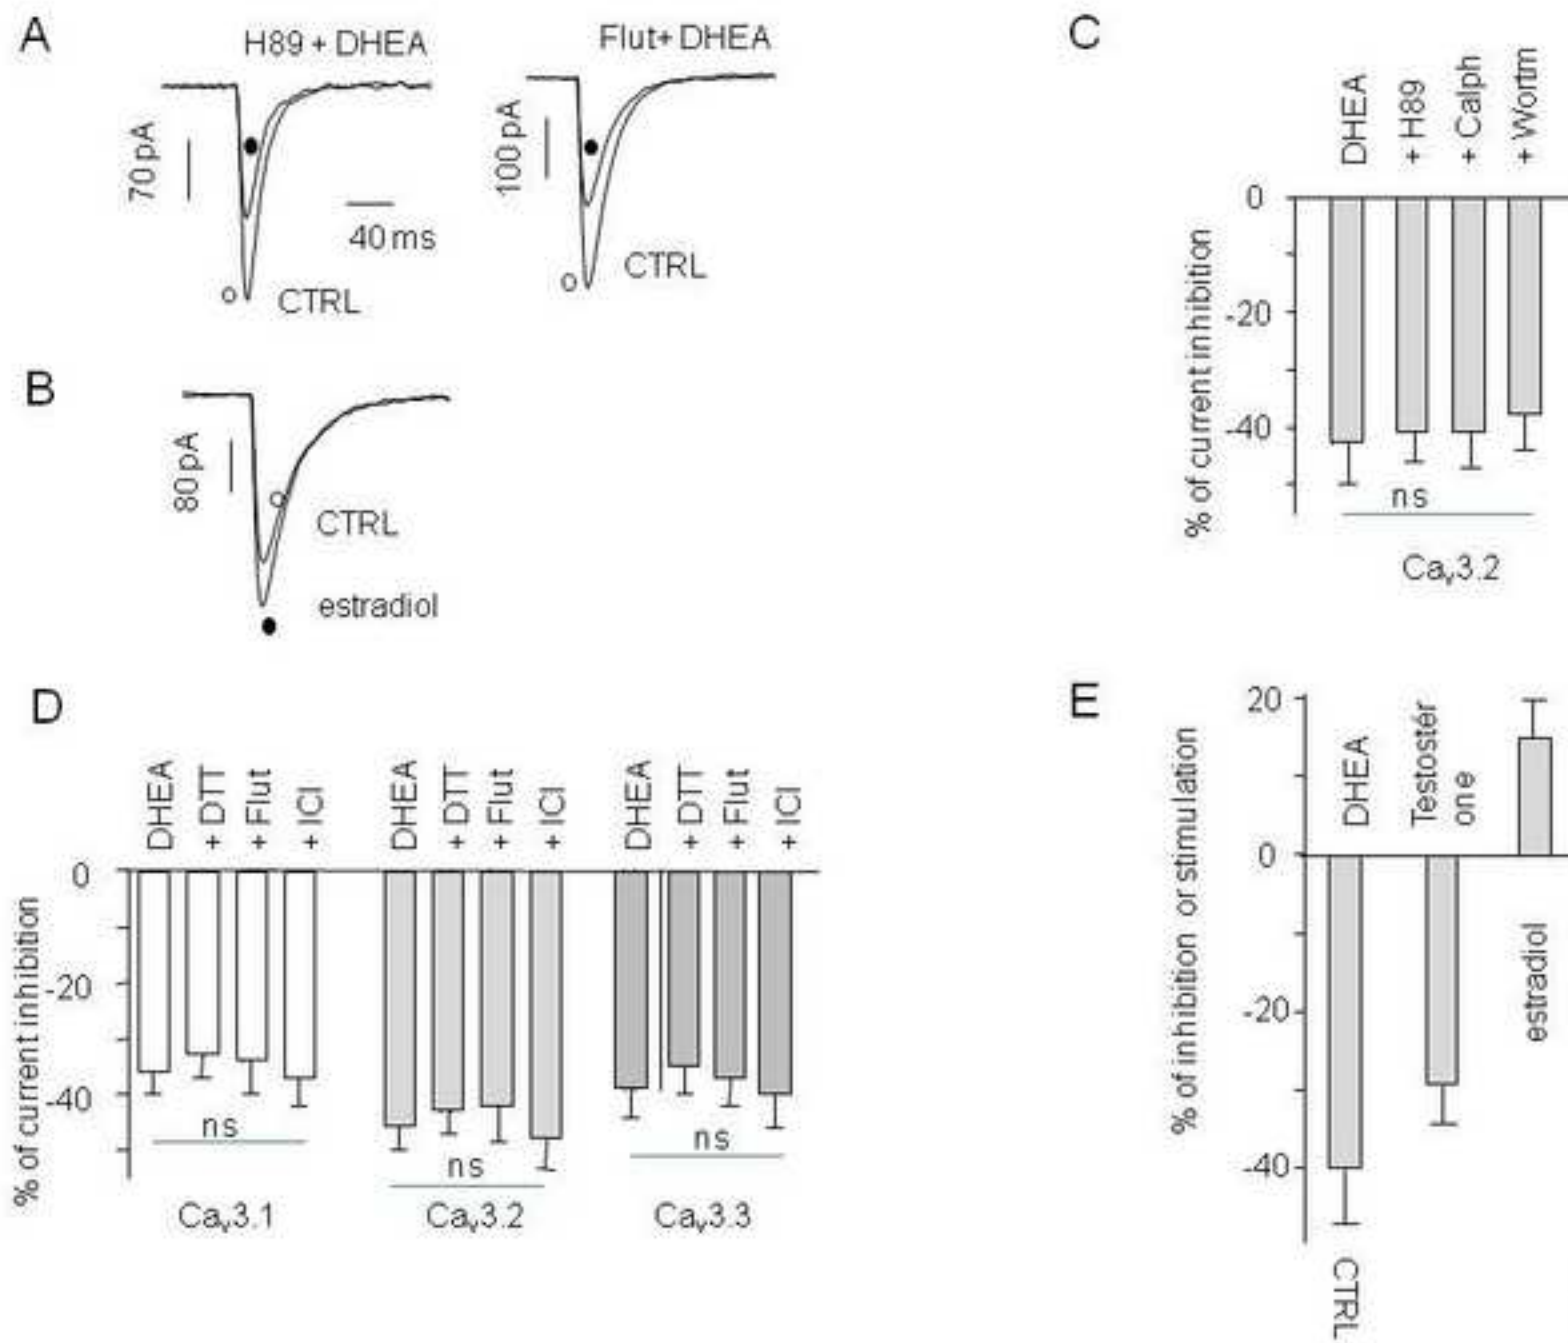 A
H89 + DHEA
Flut+ DHEA
70 pA
100 pA
40 ms
CTRL
CTRL
B
80 pA
CTRL
estradiol
C
DHEA
+ H89
+ Calph
+ Wortm
0
-20
-40
% of current inhibition
ns
Cav3.2
D
DHEA
+ DTT
+ Flut
+ ICI
DHEA
+ DTT
+ Flut
+ ICI
DHEA
+ DTT
+ Flut
+ ICI
0
-20
-40
% of current inhibition
ns
ns
ns
Cav3.1
Cav3.2
Cav3.3
E
20
0
-20
-40
% of inhibition or stimulation
DHEA
Testostér
one
estradiol
CTRL